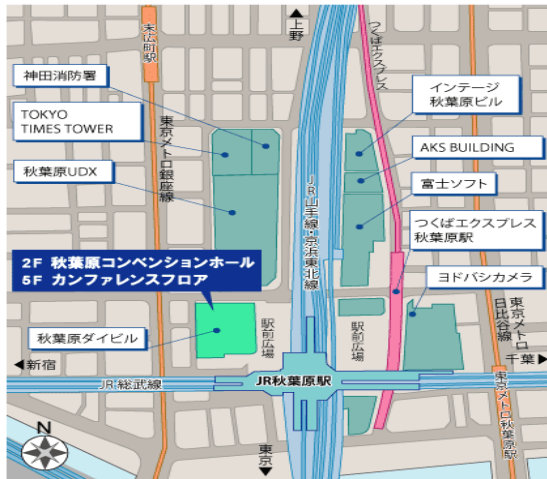 上野
末広町駅
つくばエクスプレス
神田消防署
インテージ
秋葉原ビル
TOKYO
TIMES TOWER
東京メトロ銀座線
AKS BUILDING
秋葉原UDX
JR山手線・京浜東北線
富士ソフト
つくばエクスプレス
秋葉原駅
2F 秋葉原コンベンションホール
5F カンファレンスフロア
ヨドバシカメラ
秋葉原ダイビル
駅前広場
駅前広場
東京メトロ
日比谷線
新宿
千葉
JR総武線
JR秋葉原駅
東京メトロ秋葉原駅
N
東京